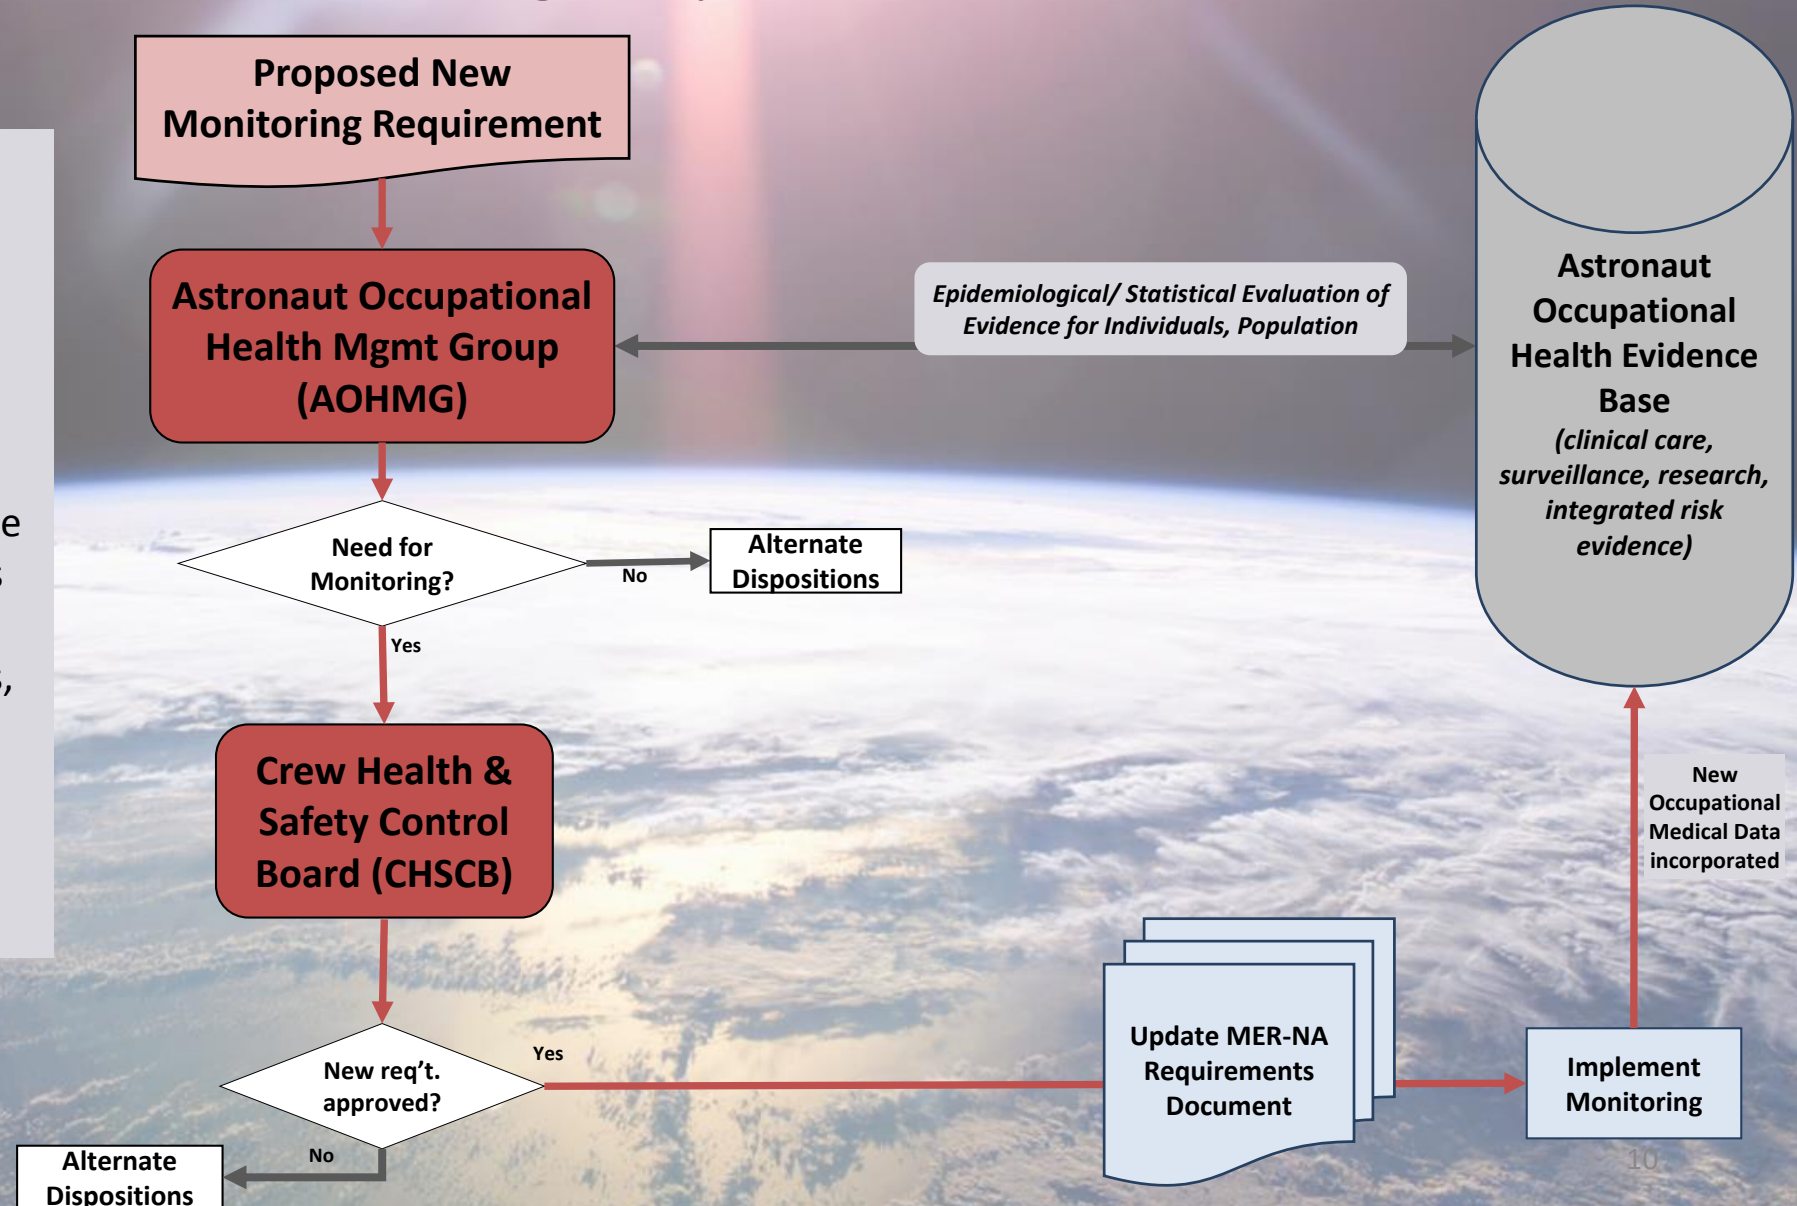 Proposed New
Monitoring Requirement
Astronaut Occupational
Health Mgmt Group
(AOHMG)
Epidemiological/ Statistical Evaluation of
Evidence for Individuals, Population
Astronaut
Occupational
Health Evidence
Base
(clinical care,
surveillance, research,
integrated risk
evidence)
Need for
Monitoring?
No
Alternate
Dispositions
Yes
Crew Health &
Safety Control
Board (CHSCB)
New
Occupational
Medical Data
incorporated
New req't.
approved?
Yes
Update MER-NA
Requirements
Document
Implement
Monitoring
No
Alternate
Dispositions
10